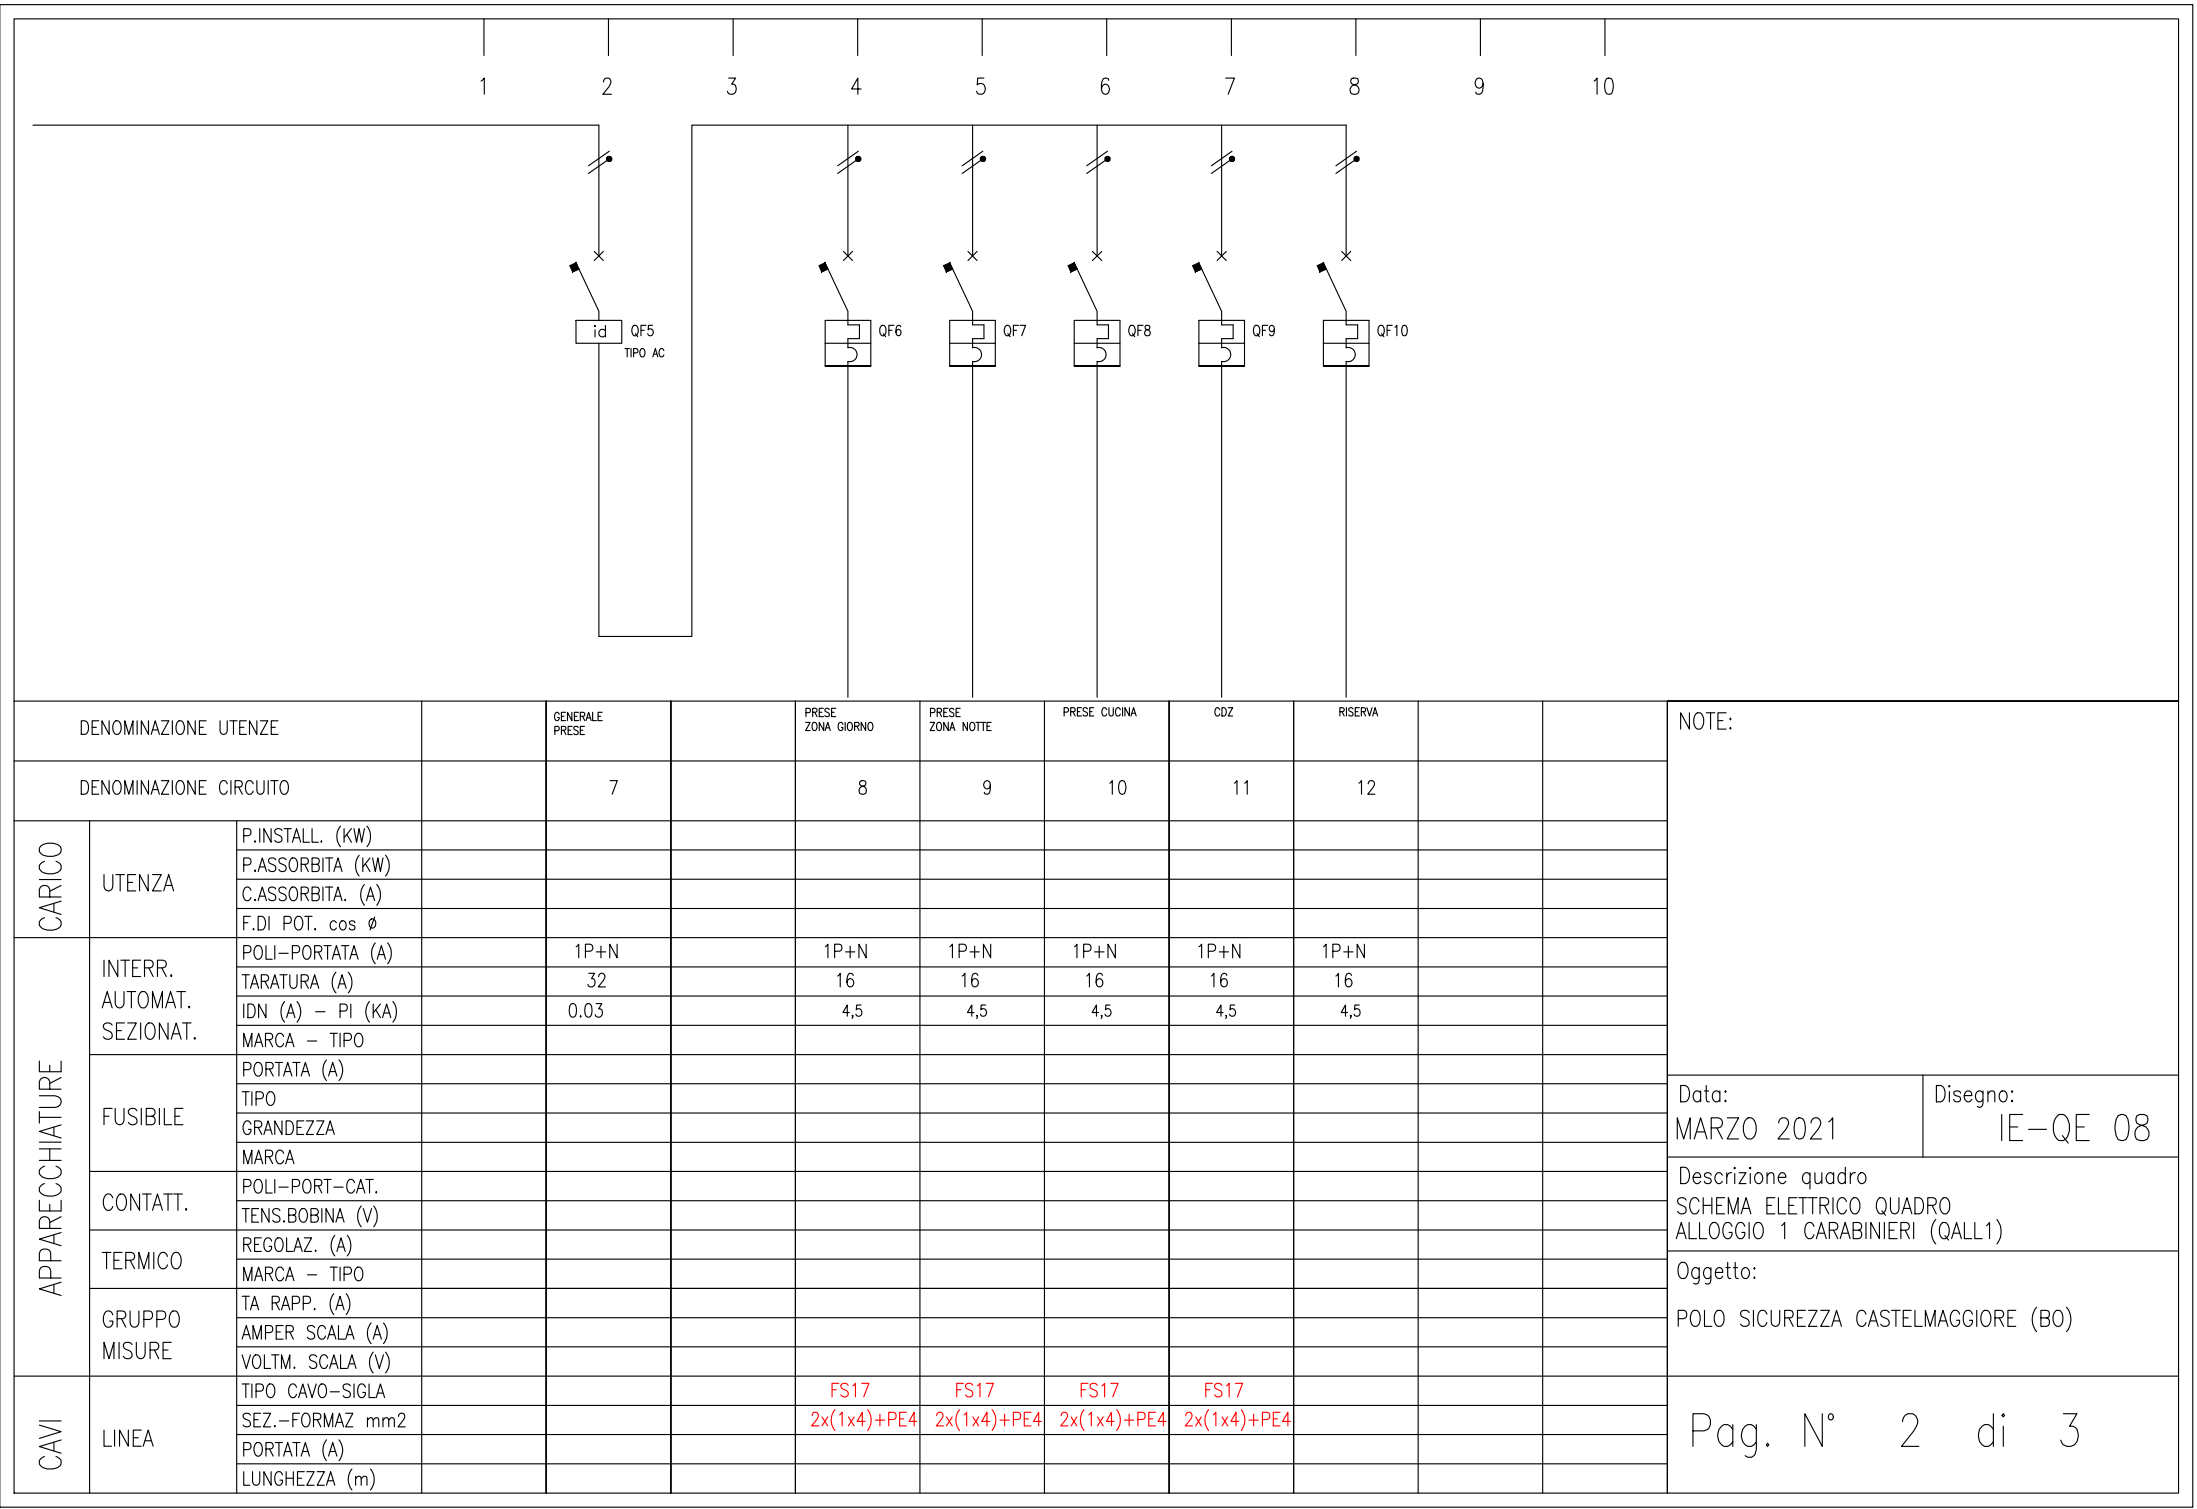 1 2 3 4 5 6 7 8 9 10
id QF5
TIPO AC
QF6
QF7
QF8
QF9
QF10
DENOMINAZIONE UTENZE
GENERALE
PRESE
PRESE
ZONA GIORNO
PRESE
ZONA NOTTE
PRESE CUCINA
CDZ
RISERVA
DENOMINAZIONE CIRCUITO 7 8 9 10 11 12
CARICO
UTENZA
P.INSTALL. (KW)
P.ASSORBITA (KW)
C.ASSORBITA. (A)
F.DI POT. cos ø
APPARECCHIATURE
INTERR.
AUTOMAT.
SEZIONAT.
POLI-PORTATA (A) 1P+N 1P+N 1P+N 1P+N 1P+N 1P+N
TARATURA (A) 32 16 16 16 16 16
IDN (A) - PI (KA) 0.03 4,5 4,5 4,5 4,5 4,5
MARCA - TIPO
FUSIBILE
PORTATA (A)
TIPO
GRANDEZZA
MARCA
CONTATT.
POLI-PORT-CAT.
TENS.BOBINA (V)
TERMICO
REGOLAZ. (A)
MARCA - TIPO
GRUPPO
MISURE
TA RAPP. (A)
AMPER SCALA (A)
VOLTM. SCALA (V)
CAVI
LINEA
TIPO CAVO-SIGLA FS17 FS17 FS17 FS17
SEZ.-FORMAZ mm2 2x(1x4)+PE4 2x(1x4)+PE4 2x(1x4)+PE4 2x(1x4)+PE4
PORTATA (A)
LUNGHEZZA (m)
NOTE:
Data:
MARZO 2021
Disegno:
IE-QE 08
Descrizione quadro
SCHEMA ELETTRICO QUADRO
ALLOGGIO 1 CARABINIERI (QALL1)
Oggetto:
POLO SICUREZZA CASTELMAGGIORE (BO)
Pag. N° 2 di 3